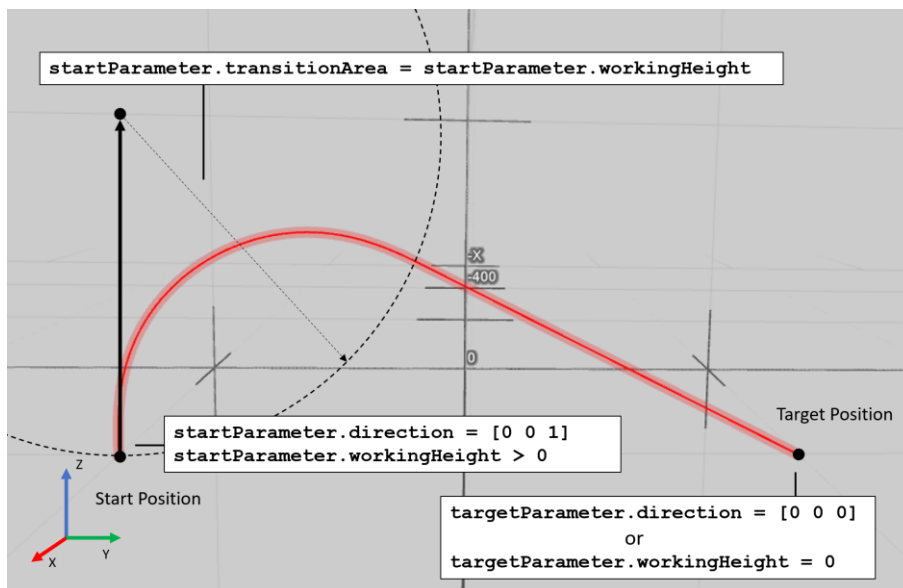 startParameter.transitionArea = startParameter.workingHeight
-X
-400
0
startParameter.direction = [0 0 1]
startParameter.workingHeight > 0
Target Position
Z
Start Position
X
Y
targetParameter.direction = [0 0 0]
or
targetParameter.workingHeight = 0